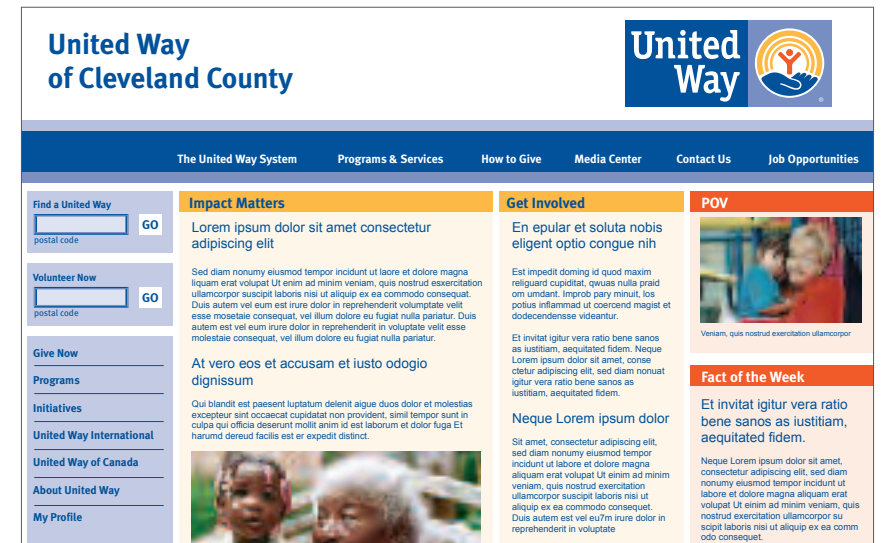 United Way
of Cleveland County
United
Way
®
The United Way System
Programs & Services
How to Give
Media Center
Contact Us
Job Opportunities
Find a United Way
GO
postal code
Volunteer Now
GO
postal code
Give Now
Programs
Initiatives
United Way International
United Way of Canada
About United Way
My Profile
Impact Matters
Lorem ipsum dolor sit amet consectetur
adipiscing elit
Sed diam nonumy eiusmod tempor incidunt ut laore et dolore magna
liquam erat volupat Ut enim ad minim veniam, quis nostrud esxercitation
ullamcorpor suscipit laboris nisi ut aliquip ex ea commodo consequat.
Duis autem vel eum est irure dolor in reprehenderit voluptate velit
esse mosetaie consequat, vel illum dolore eu fugiat nulla pariatur. Duis
autem est vel eum irure dolor in reprehenderit in voluptate velit esse
molestaie consequat, vel illum dolore eu fugiat nulla pariatur.
At vero eos et accusam et iusto odogio
dignissum
Qui blandit est paesent luptatum delenit aigue duos dolor et molestias
excepteur sint occaecat cupidatat non provident, simil tempor sunt in
culpa qui officia deserunt mollit anim id est laborum et dolor fuga Et
harumd dereud facilis est er expedit distinct.
Get Involved
En epular et soluta nobis
eligent optio congue nih
Est impedit doming id quod maxim
religuard cupiditat, qwuas nulla praid
om umdant. Improb pary minuit, los
potius inflammad ut coercend magist et
dodecendensse videantur.
Et invitat igitur vera ratio bene sanos
as iustitiam, aequitated fidem. Neque
Lorem ipsum dolor sit amet, conse
ctetur adipiscing elit, sed diam nonuat
igitur vera ratio bene sanos as
iustitiam, aequitated fidem.
Neque Lorem ipsum dolor
Sit amet, consectetur adipiscing elit,
sed diam nonumy eiusmod tempor
incidunt ut labore et dolore magna
aliquam erat volupat Ut einim ad minim
veniam, quis nostrud exercitation
ullamcorpor suscipit laboris nisi ut
aliquip ex ea commodo consequat.
Duis autem est vel eu7m irure dolor in
reprehenderit in voluptate
POV
Veniam, quis nostrud exercitation ullamcorpor
Fact of the Week
Et invitat igitur vera ratio
bene sanos as iustitiam,
aequitated fidem.
Neque Lorem ipsum dolor sit amet,
consectetur adipiscing elit, sed diam
nonumy eiusmod tempor incidunt ut
labore et dolore magna aliquam erat
volupat Ut enim ad minim veniam, quis
nostrud exercitation ullamcorpor su
scipit laboris nisi ut aliquip ex ea comm
odo consequet.